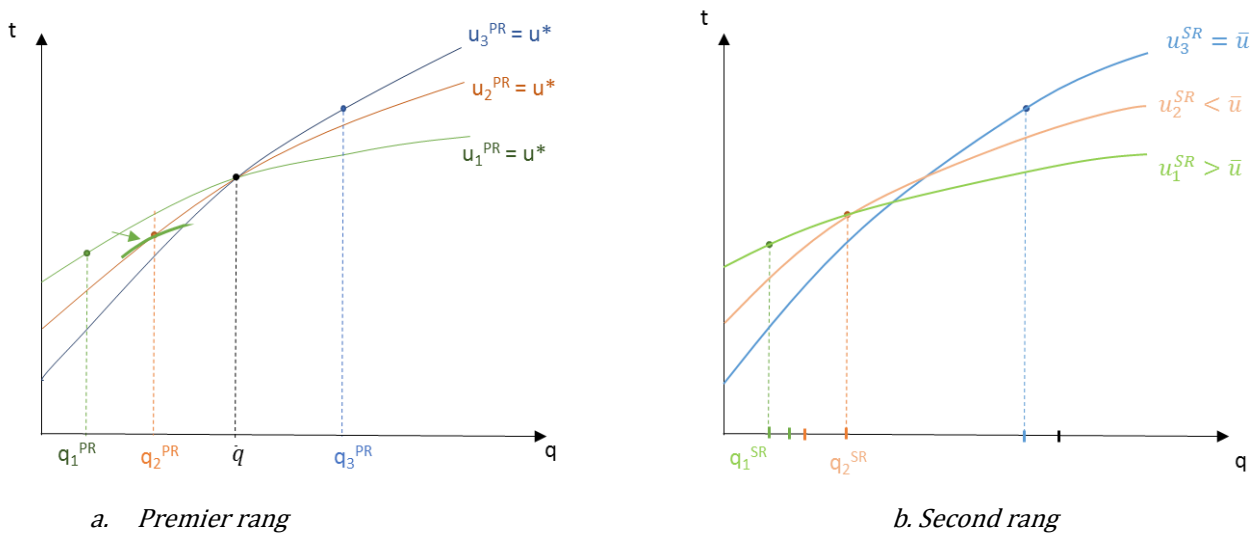 t
u₃ᴾᴿ = u*
u₂ᴾᴿ = u*
u₁ᴾᴿ = u*
q₁ᴾᴿ
q₂ᴾᴿ
q
q₃ᴾᴿ
q
a. Premier rang
t
u₃ˢᴿ = ū
u₂ˢᴿ < ū
u₁ˢᴿ > ū
q₁ˢᴿ
q₂ˢᴿ
q
b. Second rang